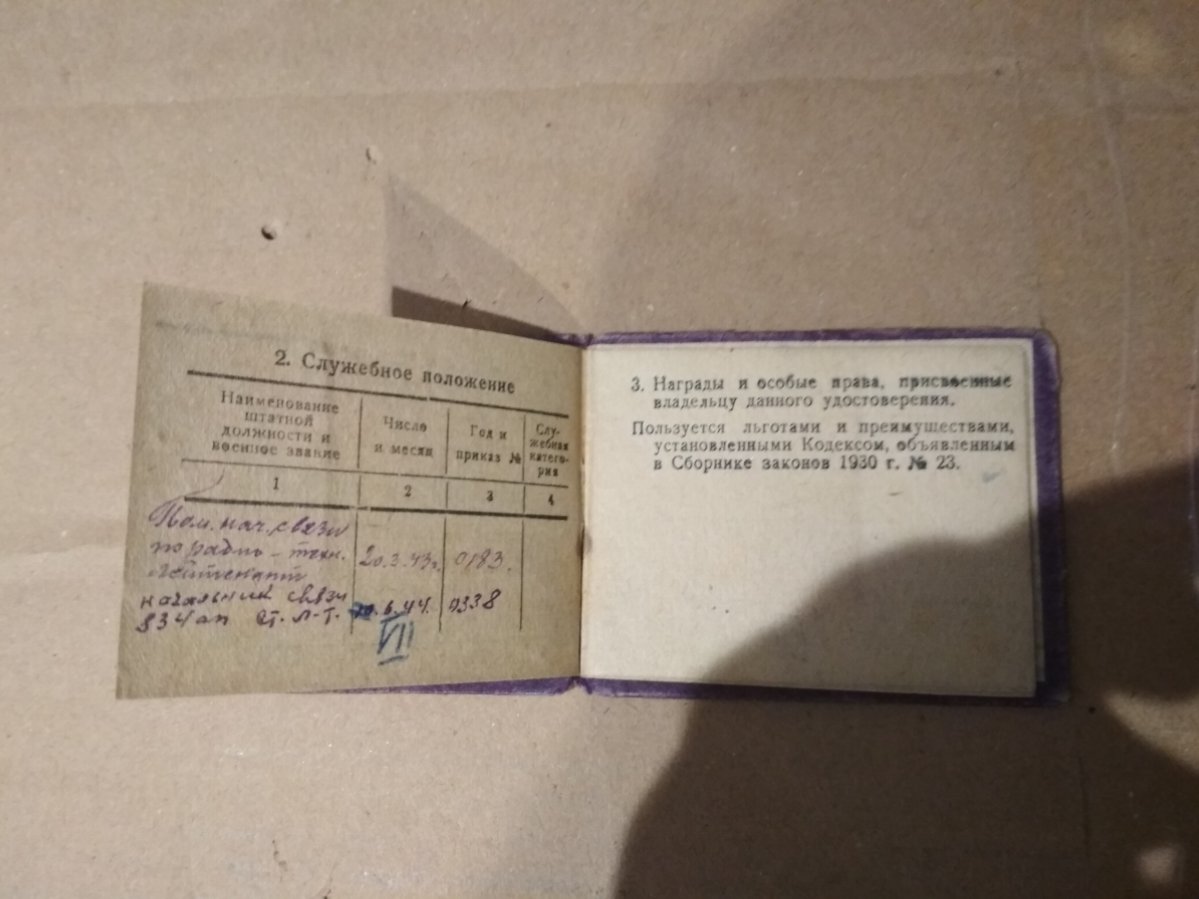 2. Служебное положение
Наименование
штатной
должности и
военное звание
Число
и месяц
Год и
приказ №
Слу-
жебная
катего-
рия
1
2
3
4
Пом. нач. связи
по радио - техн.
лейтенант
20.3.43г.
0183.
начальник связи
834 ап ст. л-т.
20.6.44.
0338
VII
3. Награды и особые права, присвоенные
владельцу данного удостоверения.
Пользуется льготами и преимуществами,
установленными Кодексом, объявленным
в Сборнике законов 1930 г. № 23.